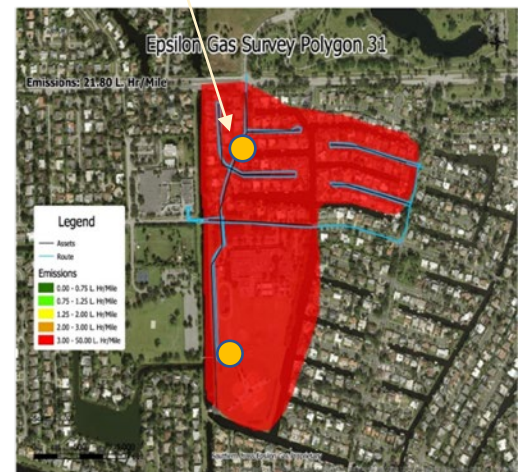 Epsilon Gas Survey Polygon 31
Emissions: 21.80 L. Hr/Mile
Legend
Assets
Route
Emissions
0.00 - 0.75 L. Hr/Mile
0.75 - 1.25 L. Hr/Mile
1.25 - 2.00 L. Hr/Mile
2.00 - 3.00 L. Hr/Mile
3.00 - 50.00 L. Hr/Mile